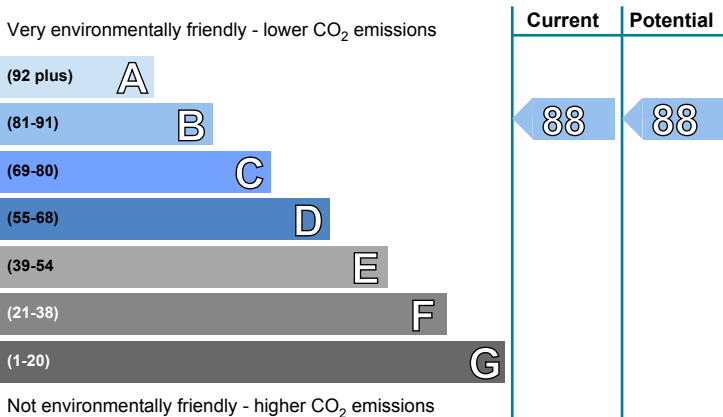 Current Potential
Very environmentally friendly - lower CO₂ emissions
(92 plus) A
(81-91) B 88 88
(69-80) C
(55-68) D
(39-54 E
(21-38) F
(1-20) G
Not environmentally friendly - higher CO₂ emissions